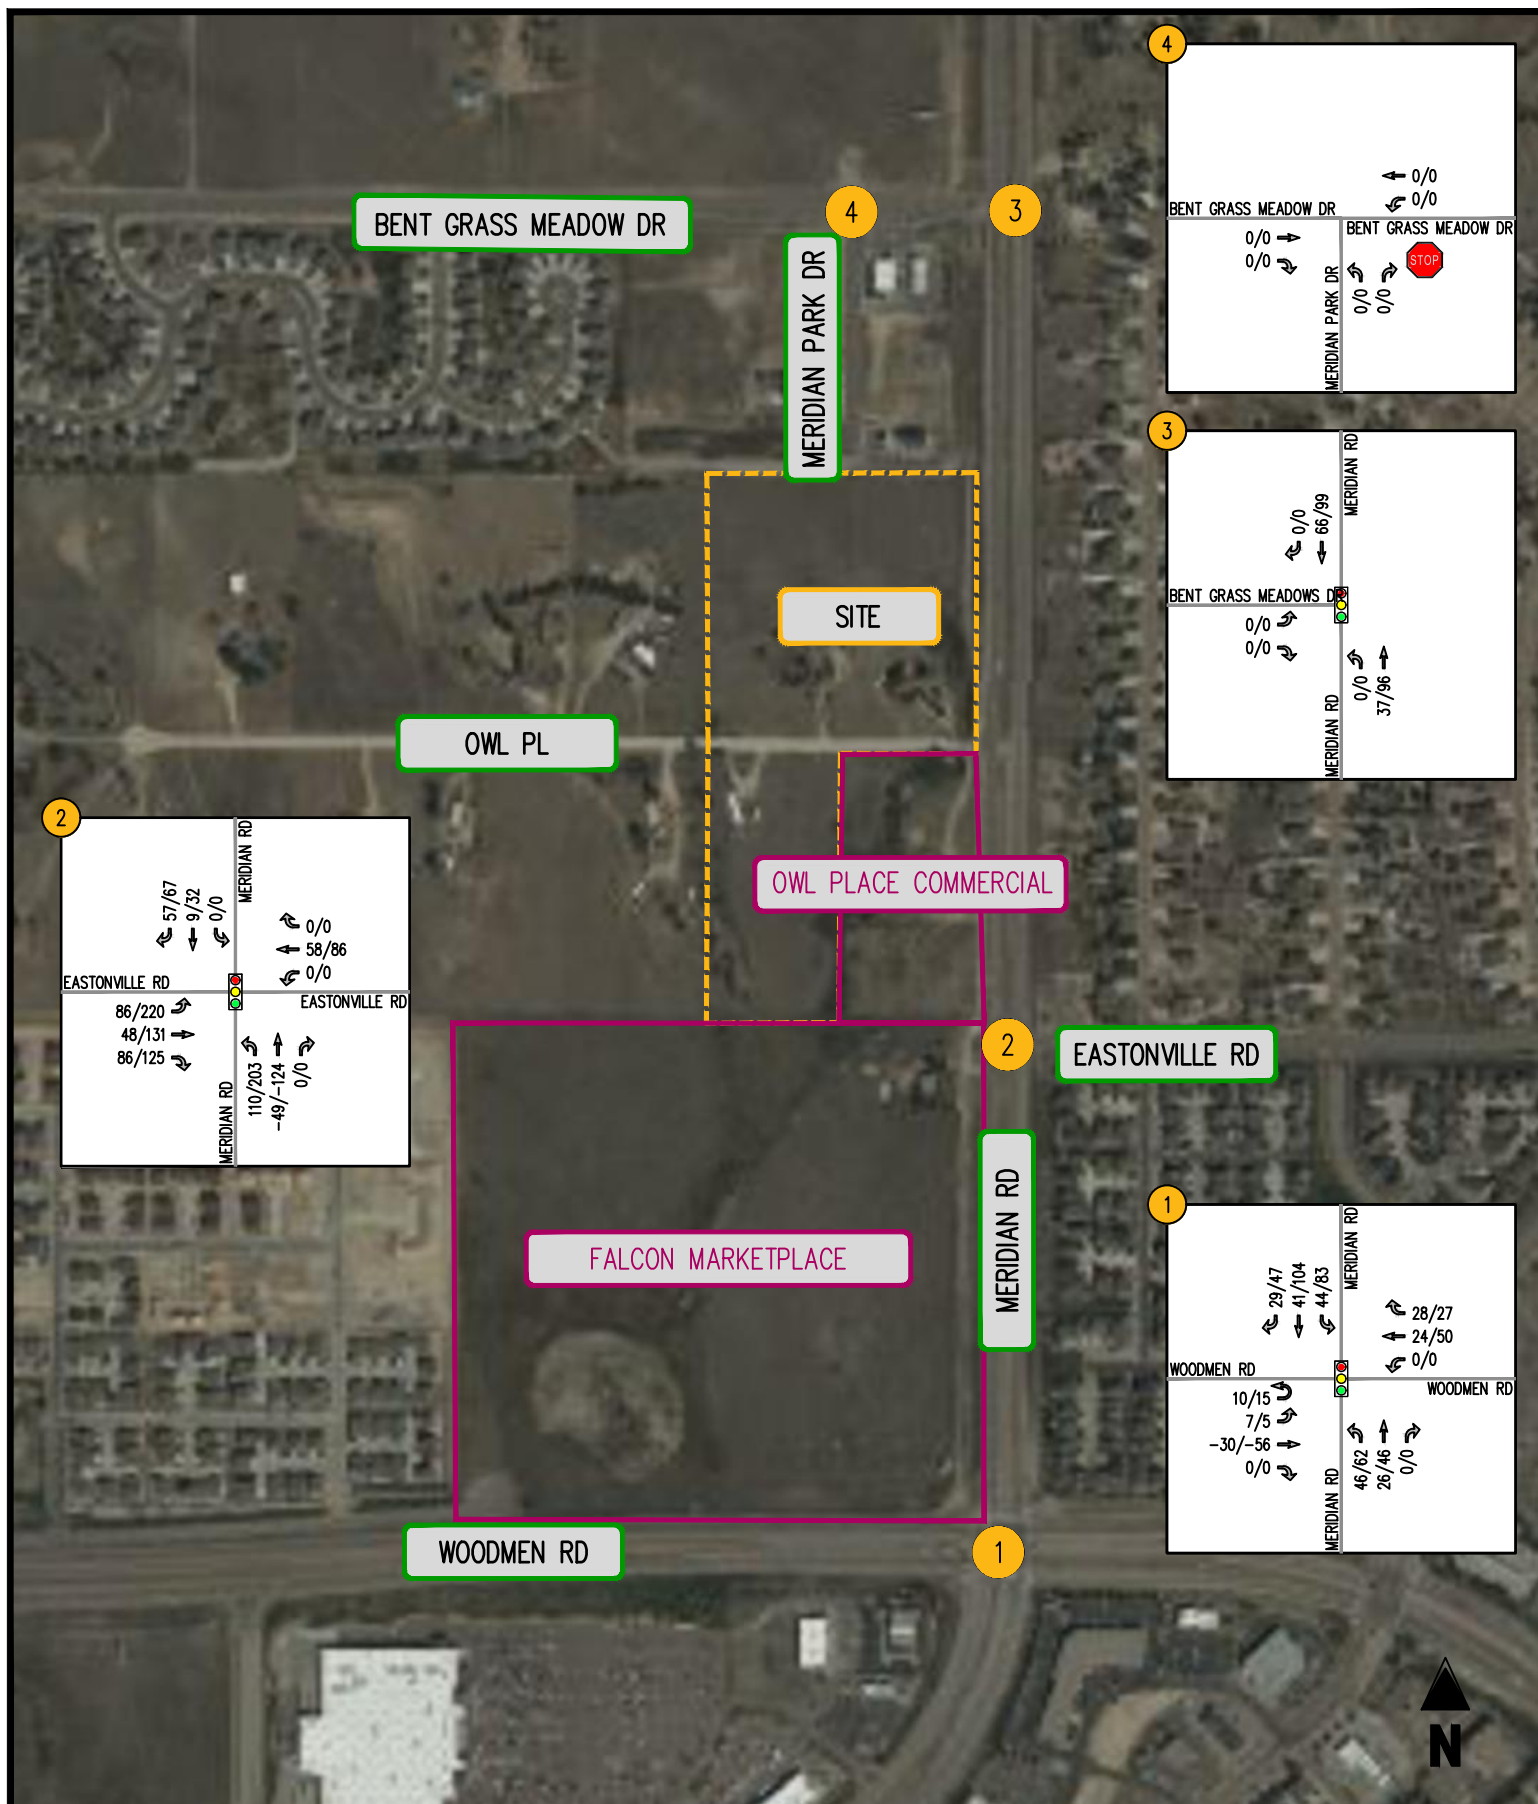 4
0/0
0/0
BENT GRASS MEADOW DR
BENT GRASS MEADOW DR
0/0
0/0
STOP
MERIDIAN PARK DR
0/0
0/0
BENT GRASS MEADOW DR
4
3
MERIDIAN PARK DR
3
MERIDIAN RD
0/0
66/99
BENT GRASS MEADOWS DR
0/0
0/0
0/0
37/96
MERIDIAN RD
SITE
OWL PL
OWL PLACE COMMERCIAL
2
MERIDIAN RD
57/67
9/32
0/0
0/0
58/86
0/0
EASTONVILLE RD
EASTONVILLE RD
86/220
48/131
86/125
110/203
-49/-124
0/0
MERIDIAN RD
2
EASTONVILLE RD
MERIDIAN RD
FALCON MARKETPLACE
1
MERIDIAN RD
29/47
41/104
44/83
28/27
24/50
0/0
WOODMEN RD
WOODMEN RD
10/15
7/5
-30/-56
0/0
46/62
26/46
0/0
MERIDIAN RD
WOODMEN RD
1
N